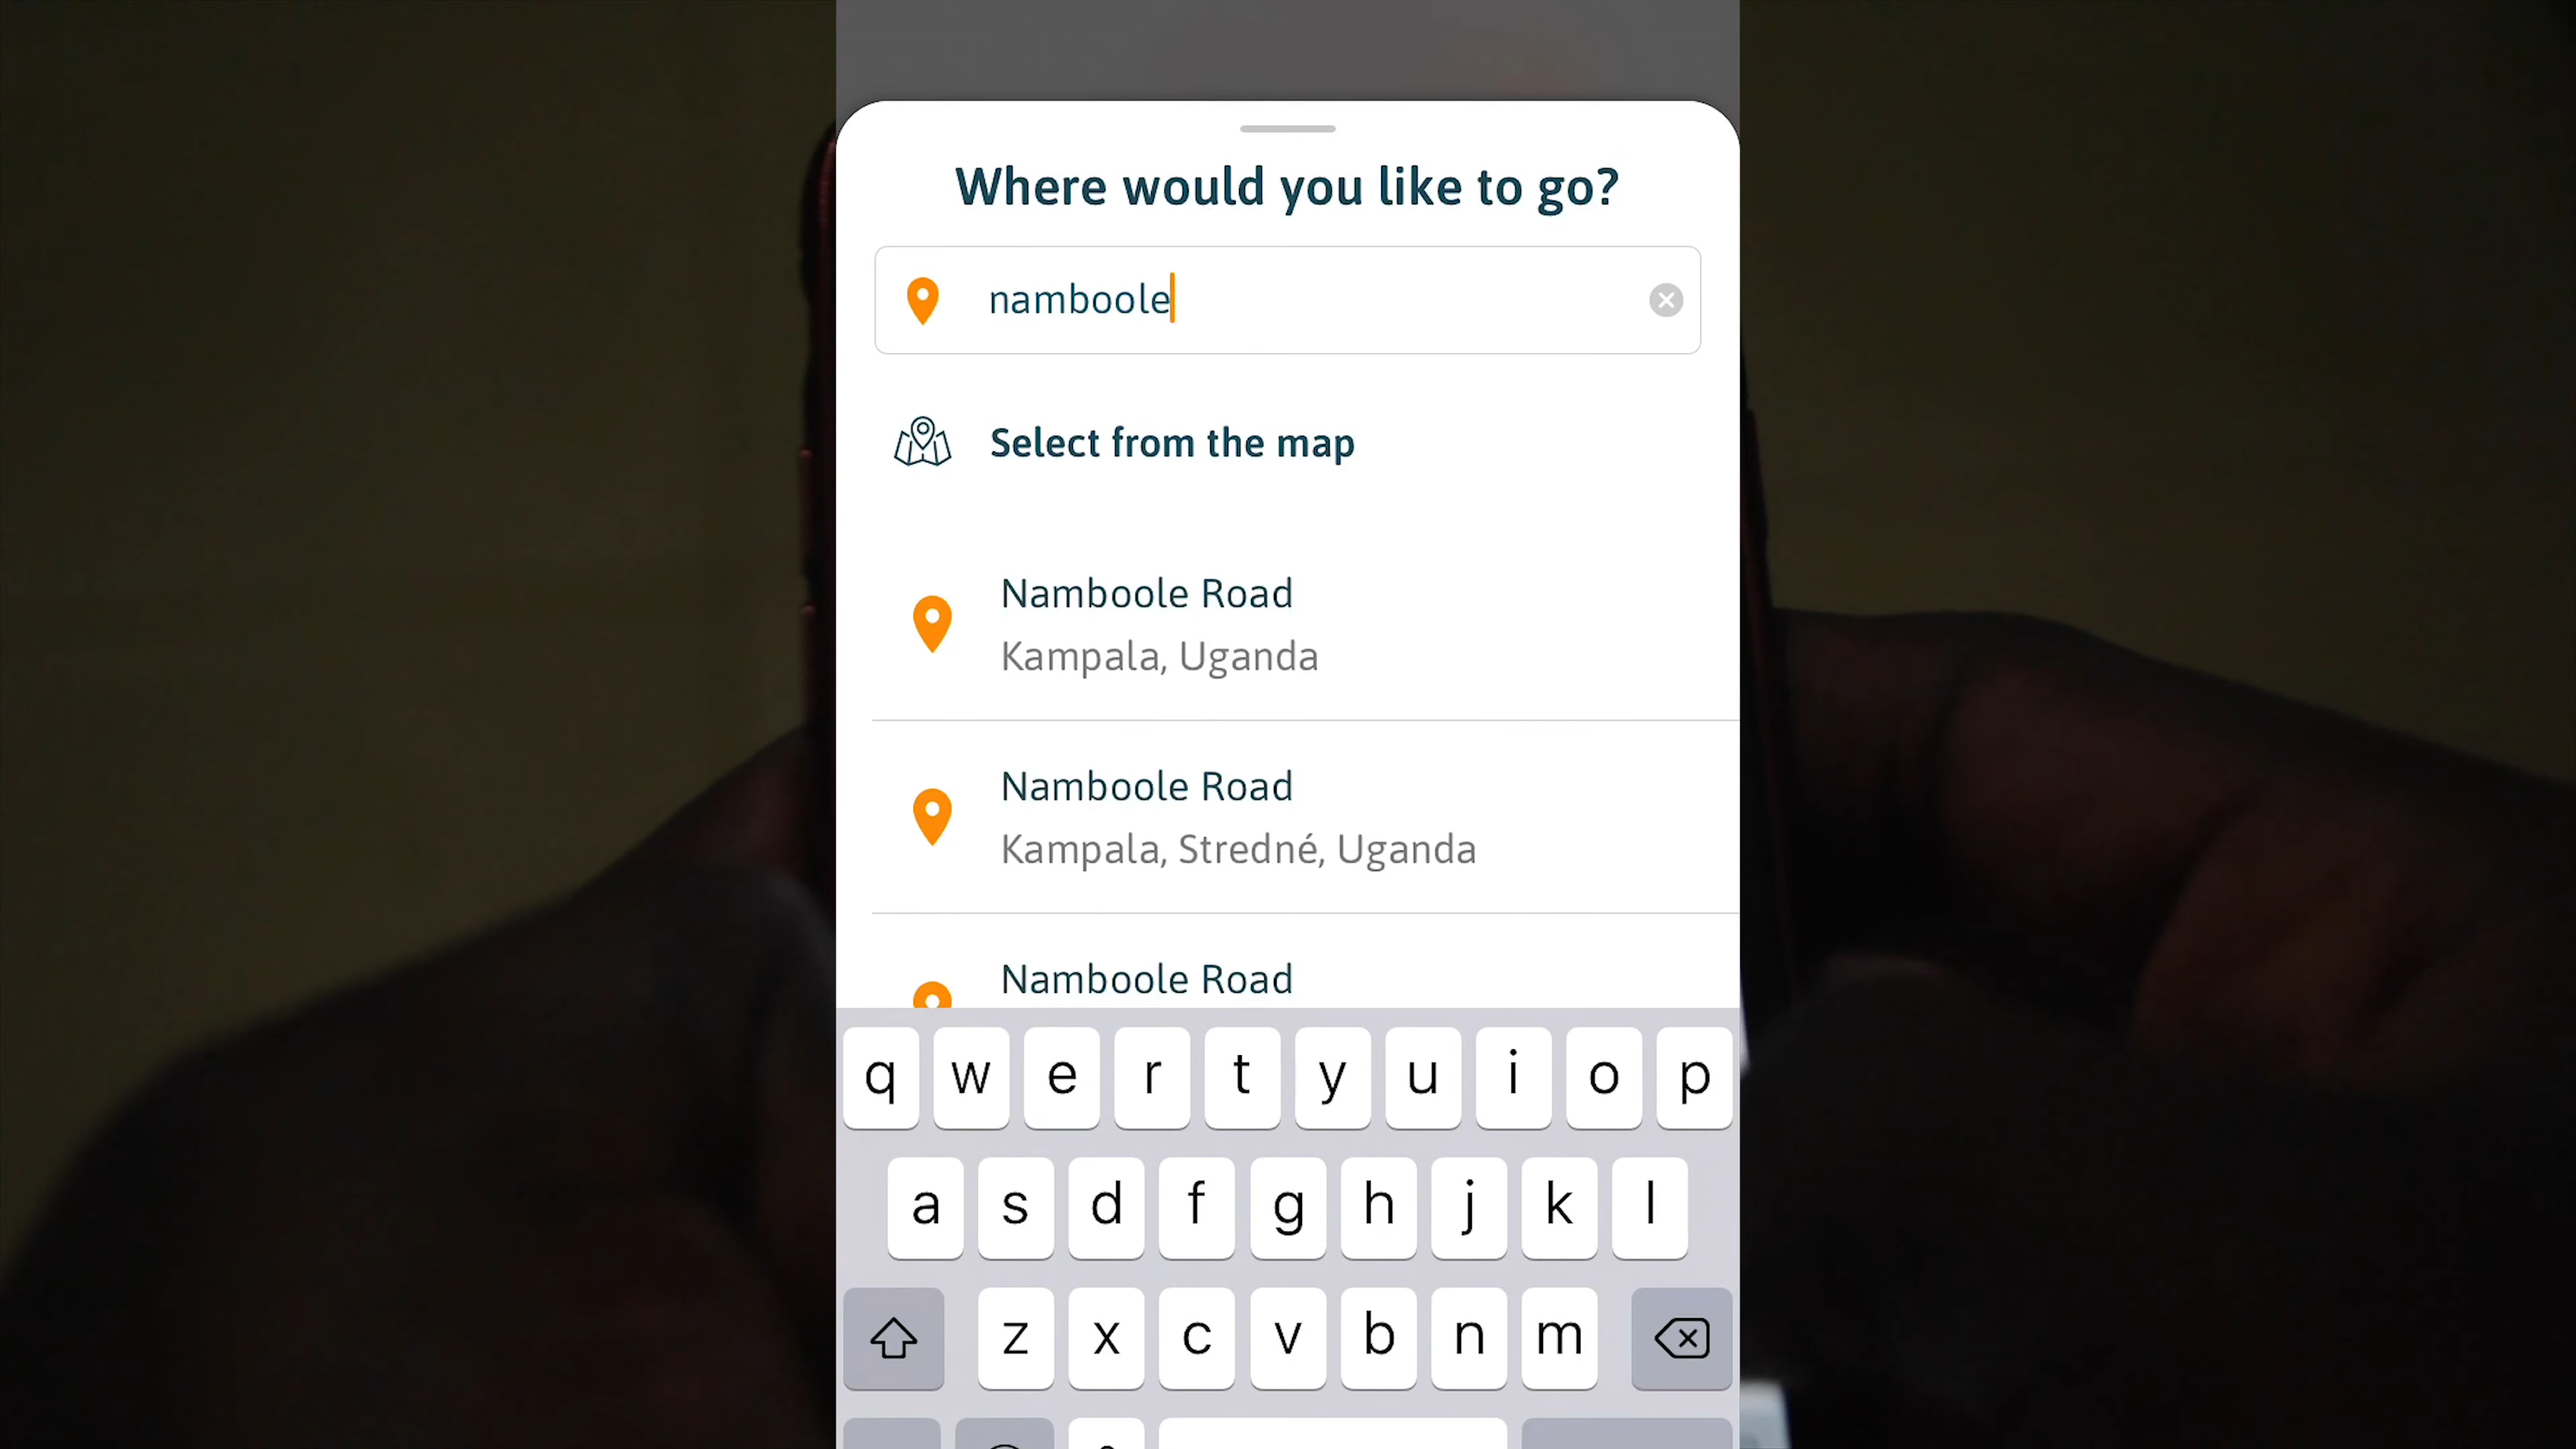 Where would you like to go?
namboole
Select from the map
Namboole Road
Kampala, Uganda
Namboole Road
Kampala, Stredné, Uganda
Namboole Road
q w e r t y u i o p
a s d f g h j k l
z x c v b n m